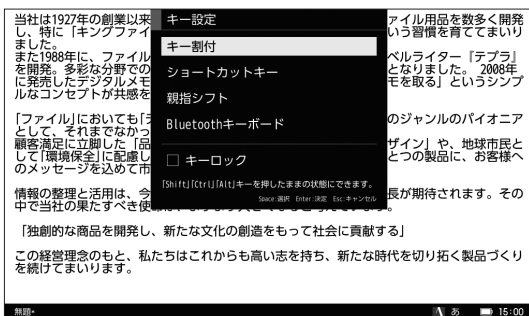 当社は1927年の創業以来
ァイル用品を数多く開発
し、特に「キングファイ
いう習慣を育ててまいり
ました。
また1988年に、ファイル
ベルライター『テプラ』
を開発。多彩な分野での
となりました。 2008年
に発売したデジタルメモ
モを取る」というシンプ
ルなコンセプトが共感を
「ファイル」においても「
のジャンルのパイオニア
として、それまでなかっ
顧客満足に立脚した「品
ザイン」や、地球市民と
して「環境保全」に配慮し
とつの製品に、お客様へ
のメッセージを込めて市
情報の整理と活用は、今
長が期待されます。その
中で当社の果たすべき使
「独創的な商品を開発し、新たな文化の創造をもって社会に貢献する」
この経営理念のもと、私たちはこれからも高い志を持ち、新たな時代を切り拓く製品づくり
を続けてまいります。
キー設定
キー割付
ショートカットキー
親指シフト
Bluetoothキーボード
キーロック
「Shift」「Ctrl」「Alt」キーを押したままの状態にできます。
Space:選択 Enter:決定 Esc:キャンセル
無題* あ 15:00